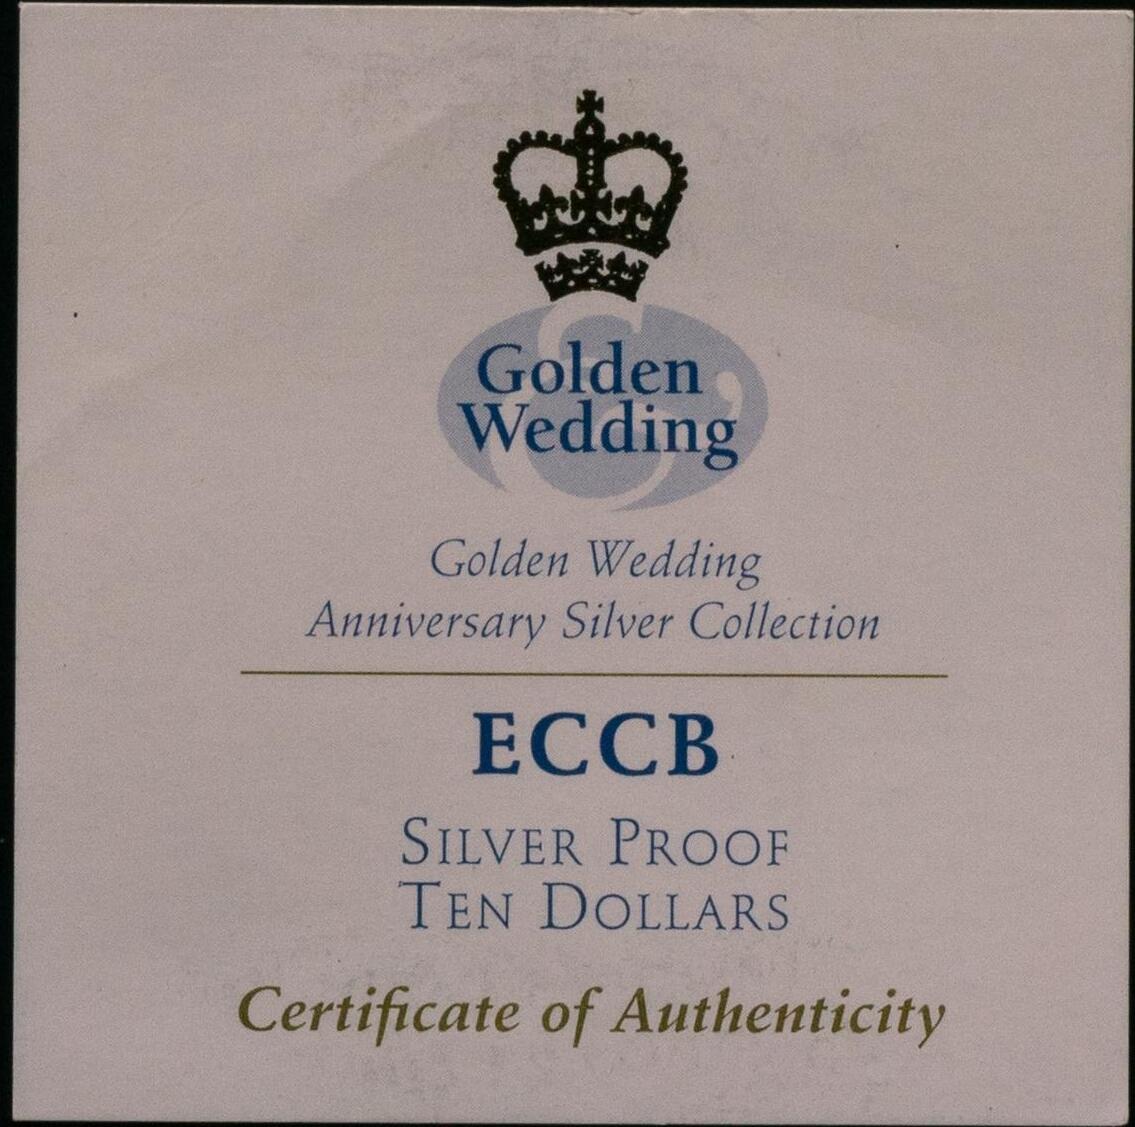 Golden
Wedding
Golden Wedding
Anniversary Silver Collection
ECCB
SILVER PROOF
TEN DOLLARS
Certificate of Authenticity